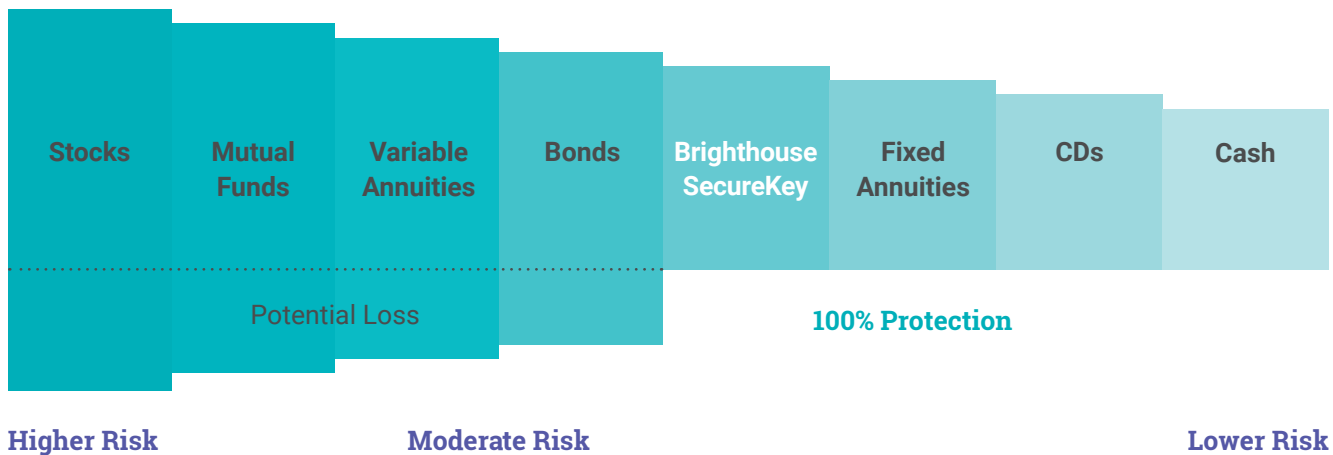 Stocks
Mutual
Funds
Variable
Annuities
Bonds
Brighthouse
SecureKey
Fixed
Annuities
CDs
Cash
Potential Loss
100% Protection
Higher Risk
Moderate Risk
Lower Risk